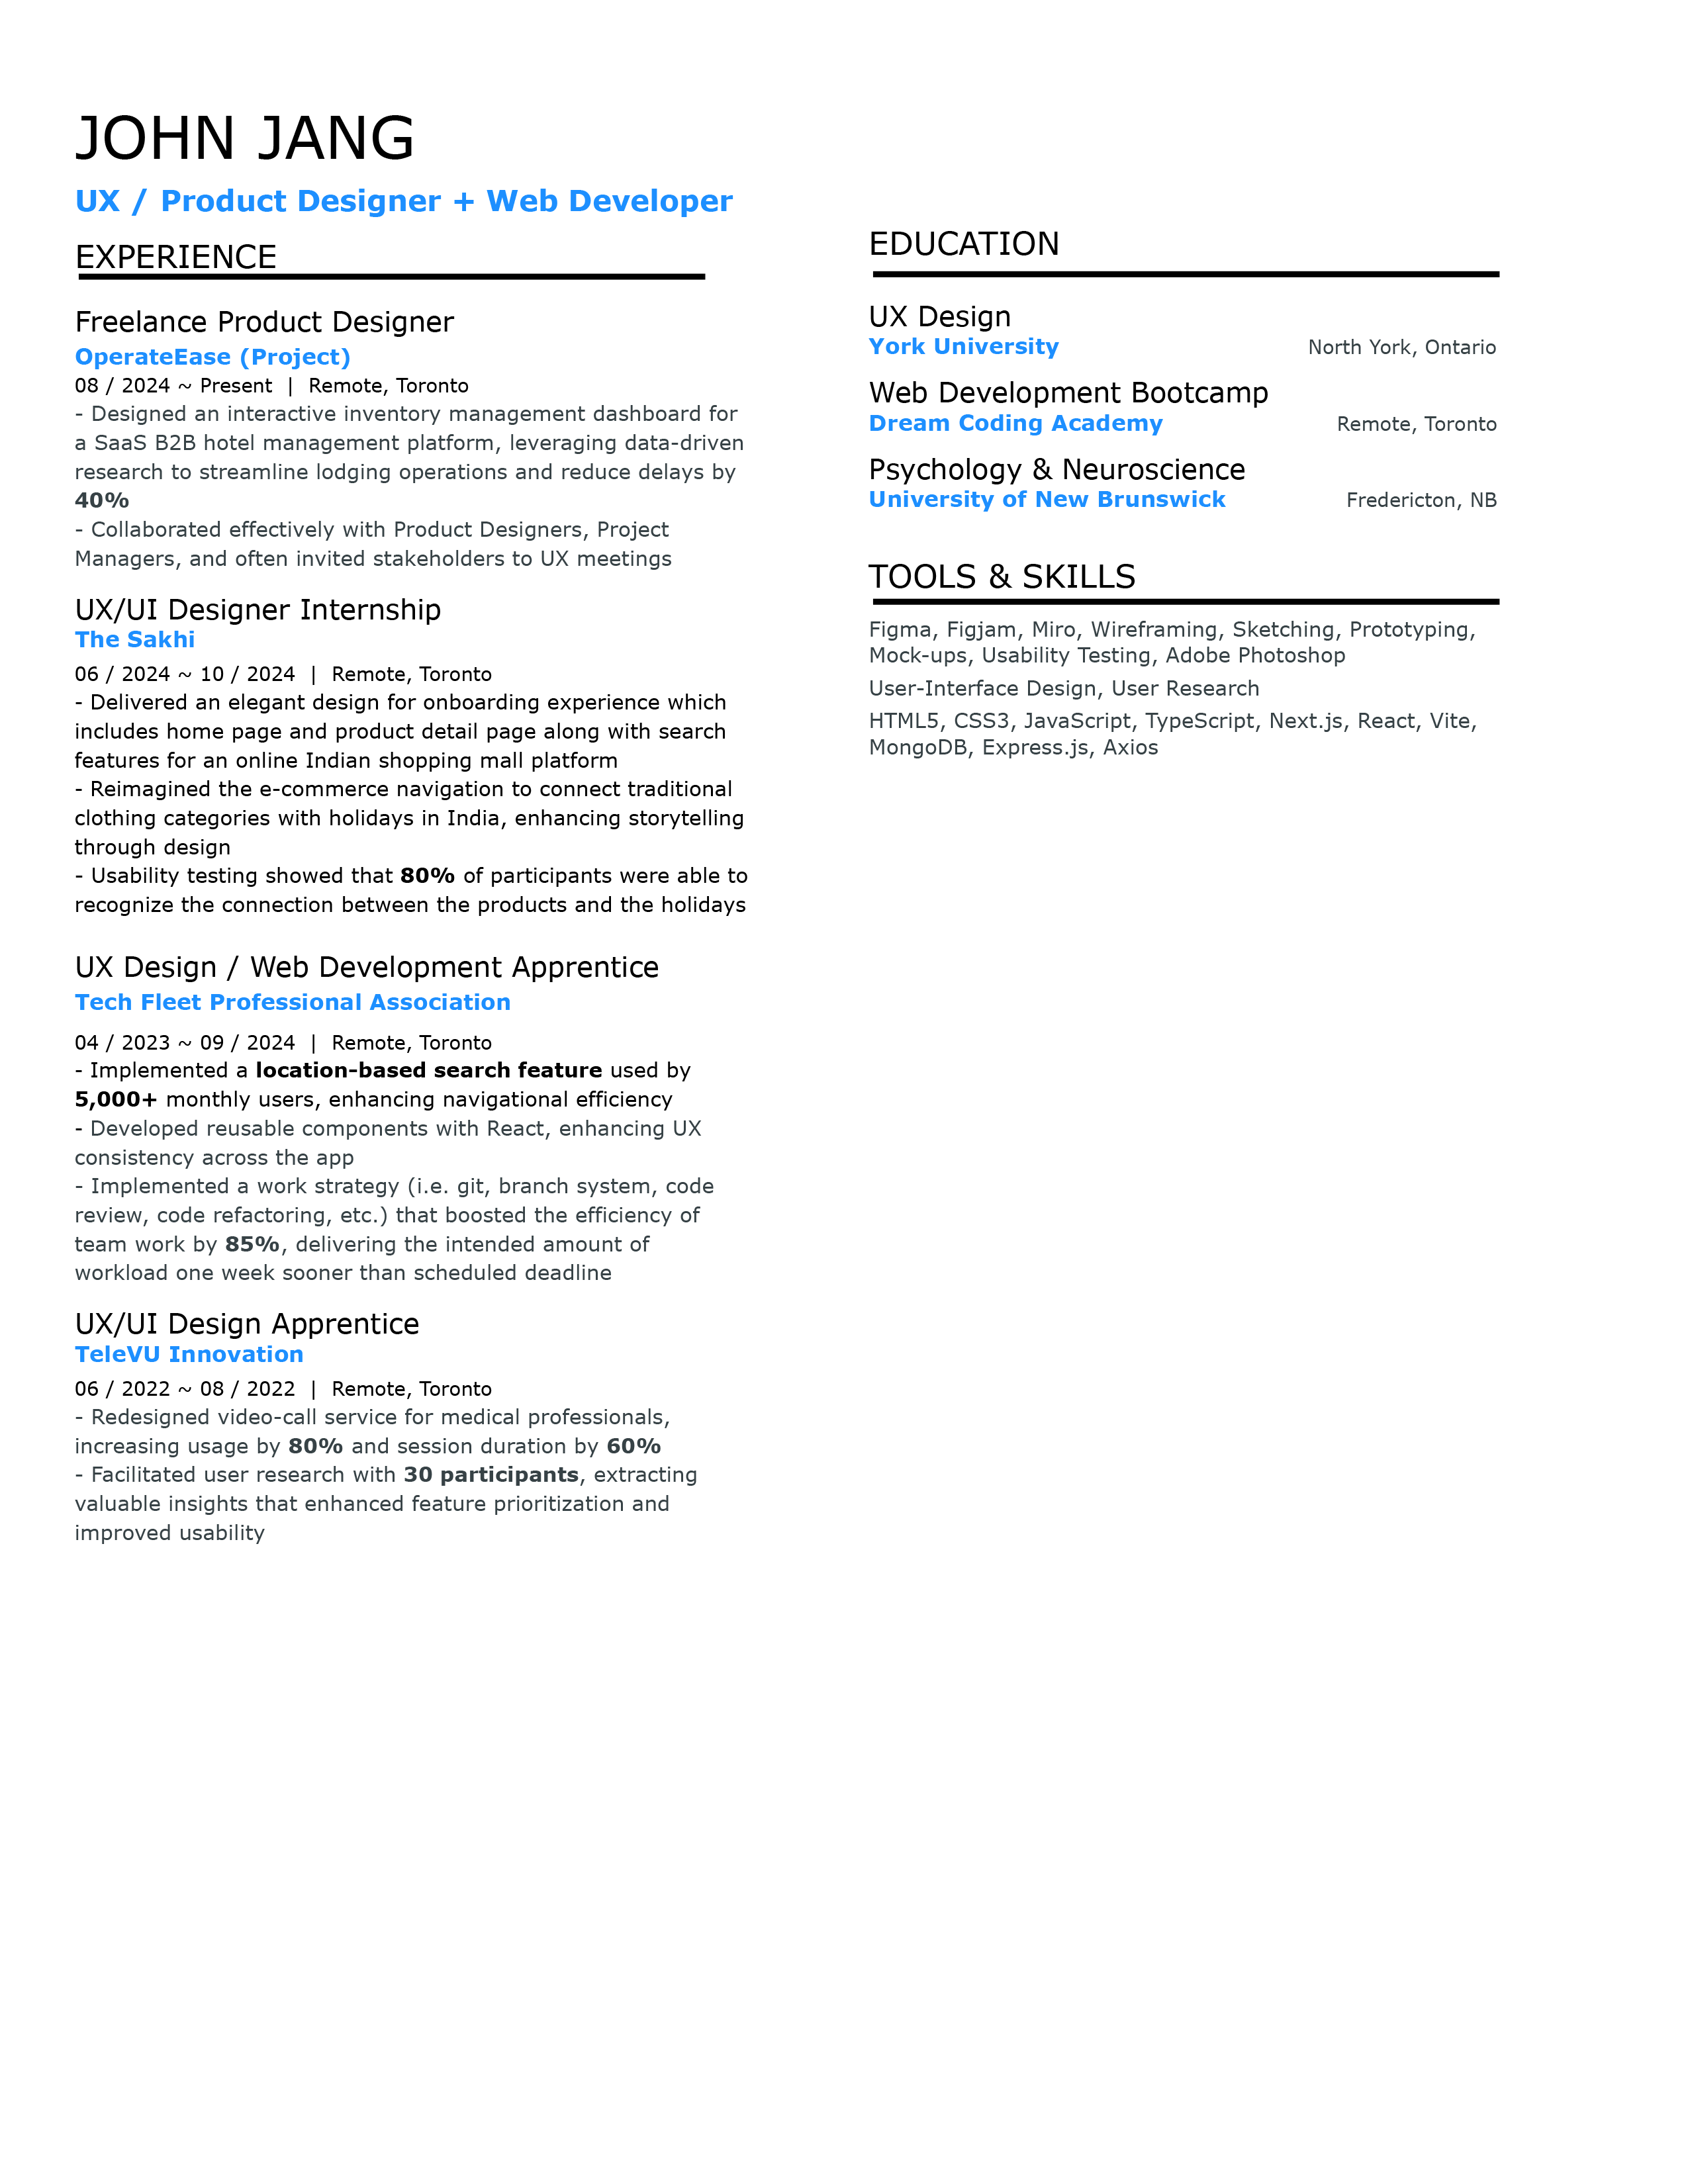 JOHN JANG
UX / Product Designer + Web Developer
EXPERIENCE
Freelance Product Designer
OperateEase (Project)
08 / 2024 ~ Present | Remote, Toronto
- Designed an interactive inventory management dashboard for
a SaaS B2B hotel management platform, leveraging data-driven
research to streamline lodging operations and reduce delays by
40%
- Collaborated effectively with Product Designers, Project
Managers, and often invited stakeholders to UX meetings
UX/UI Designer Internship
The Sakhi
06 / 2024 ~ 10 / 2024 | Remote, Toronto
- Delivered an elegant design for onboarding experience which
includes home page and product detail page along with search
features for an online Indian shopping mall platform
- Reimagined the e-commerce navigation to connect traditional
clothing categories with holidays in India, enhancing storytelling
through design
- Usability testing showed that 80% of participants were able to
recognize the connection between the products and the holidays
UX Design / Web Development Apprentice
Tech Fleet Professional Association
04 / 2023 ~ 09 / 2024 | Remote, Toronto
- Implemented a location-based search feature used by
5,000+ monthly users, enhancing navigational efficiency
- Developed reusable components with React, enhancing UX
consistency across the app
- Implemented a work strategy (i.e. git, branch system, code
review, code refactoring, etc.) that boosted the efficiency of
team work by 85%, delivering the intended amount of
workload one week sooner than scheduled deadline
UX/UI Design Apprentice
TeleVU Innovation
06 / 2022 ~ 08 / 2022 | Remote, Toronto
- Redesigned video-call service for medical professionals,
increasing usage by 80% and session duration by 60%
- Facilitated user research with 30 participants, extracting
valuable insights that enhanced feature prioritization and
improved usability
EDUCATION
UX Design
York University North York, Ontario
Web Development Bootcamp
Dream Coding Academy Remote, Toronto
Psychology & Neuroscience
University of New Brunswick Fredericton, NB
TOOLS & SKILLS
Figma, Figjam, Miro, Wireframing, Sketching, Prototyping,
Mock-ups, Usability Testing, Adobe Photoshop
User-Interface Design, User Research
HTML5, CSS3, JavaScript, TypeScript, Next.js, React, Vite,
MongoDB, Express.js, Axios